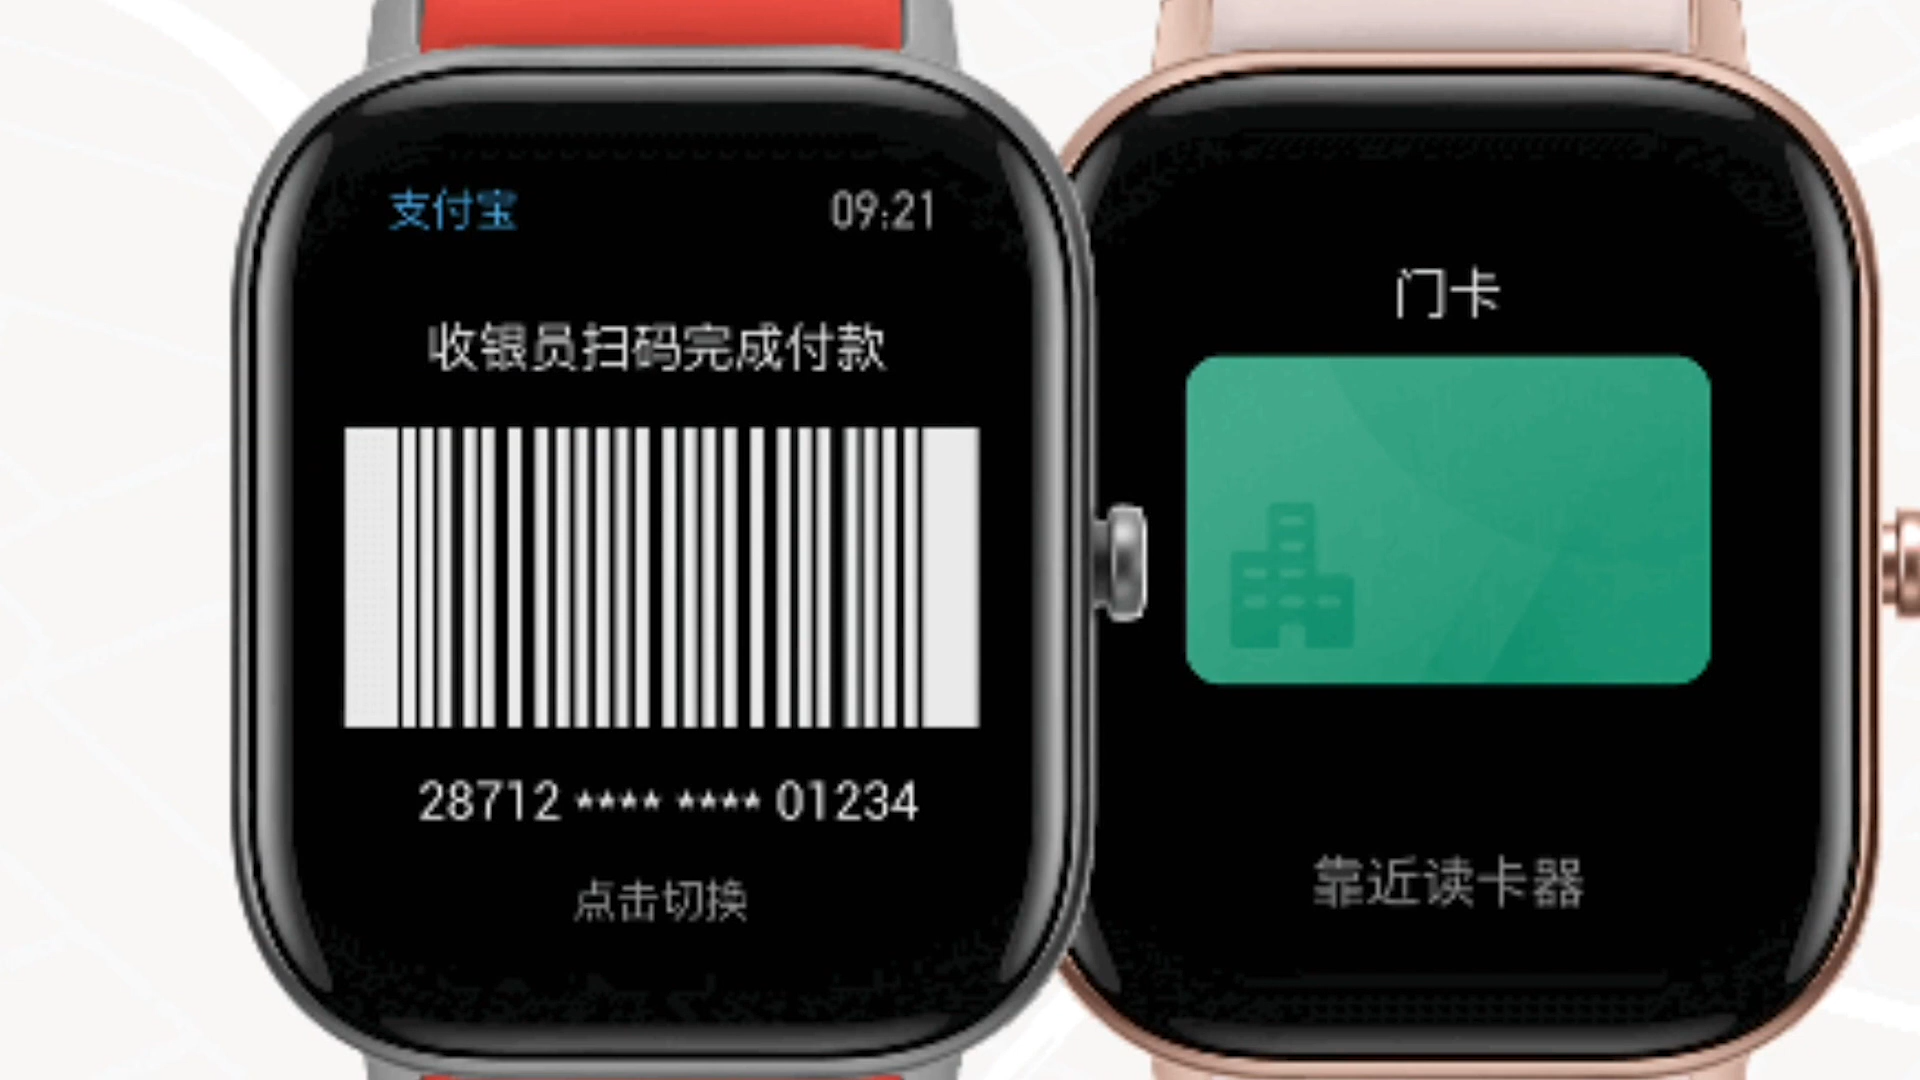 支付宝 09:21
收银员扫码完成付款
28712 **** **** 01234
点击切换
门卡
靠近读卡器